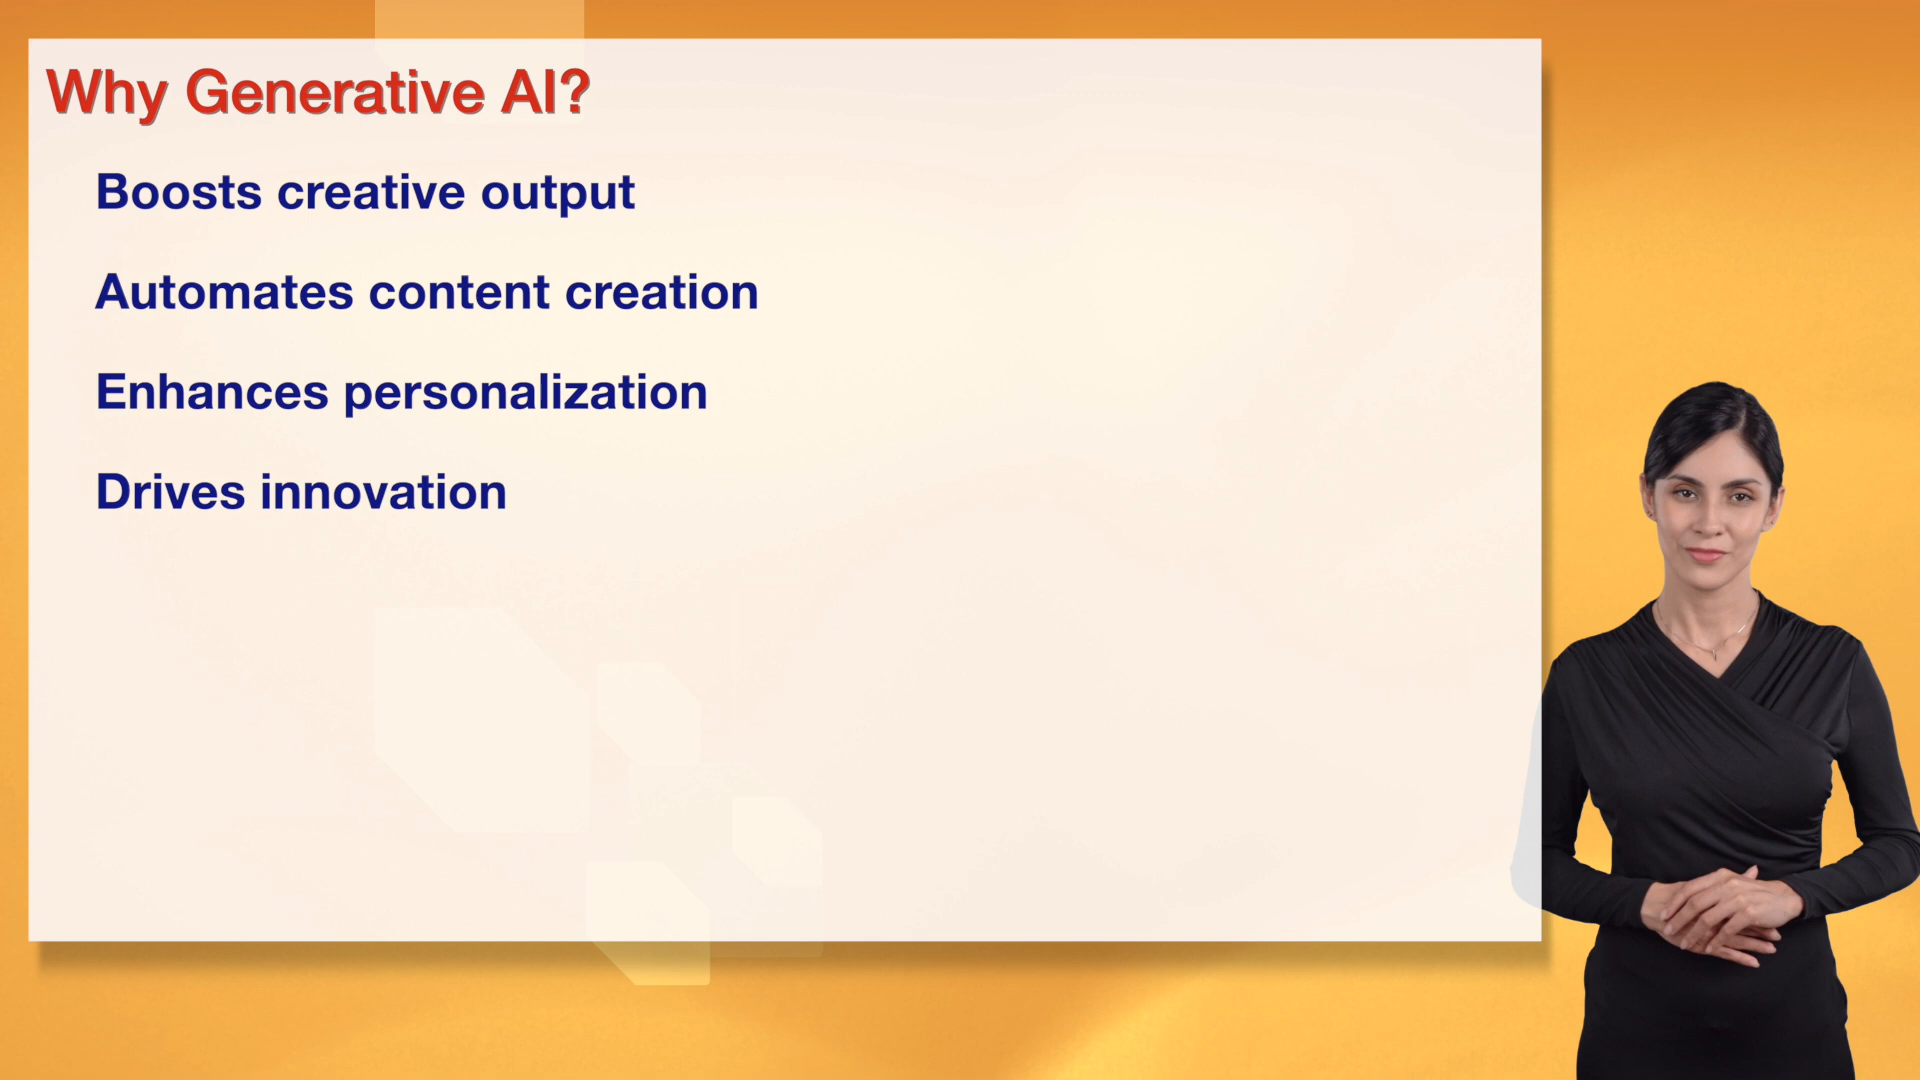 Why Generative AI?
Boosts creative output
Automates content creation
Enhances personalization
Drives innovation